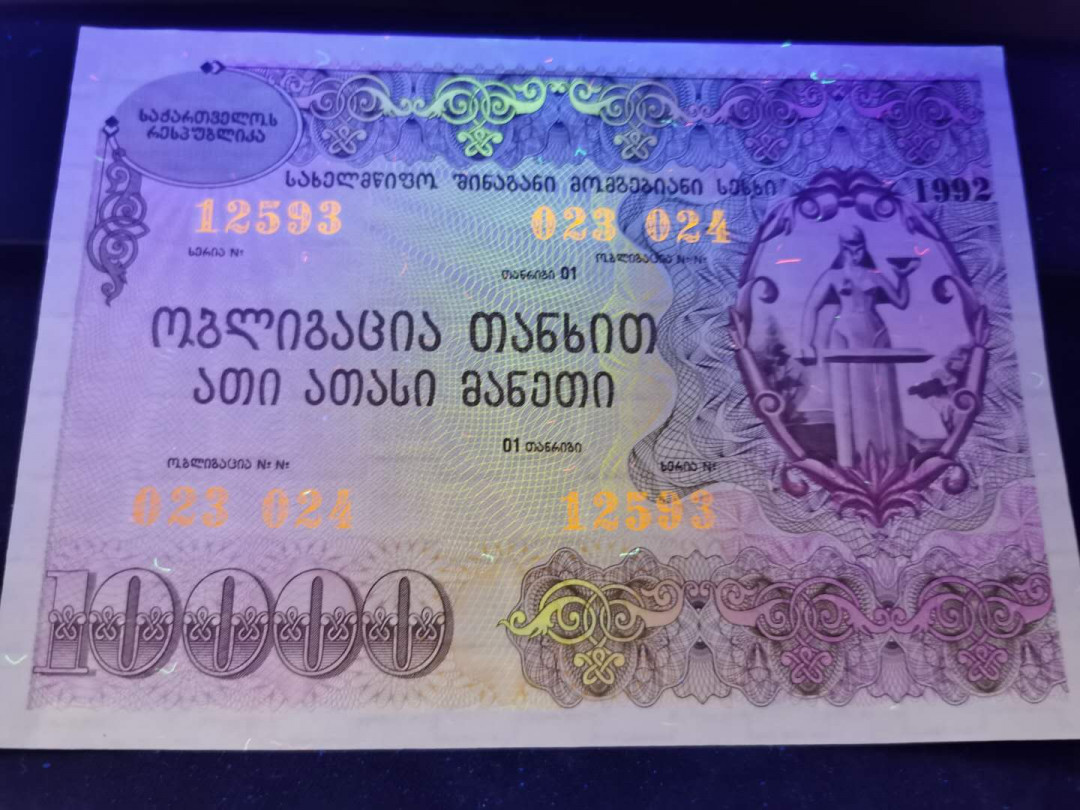 საქართველოს
რესპუბლიკა
სახელმწიფო შინაგანი მომგებიანი სესხი 1992
12593 023 024
სერია №
ობლიგაცია № №
თანრიგი 01
ობლიგაცია თანხით
ათი ათასი მანეთი
01 თანრიგი
ობლიგაცია № № სერია №
023 024 12593
10000